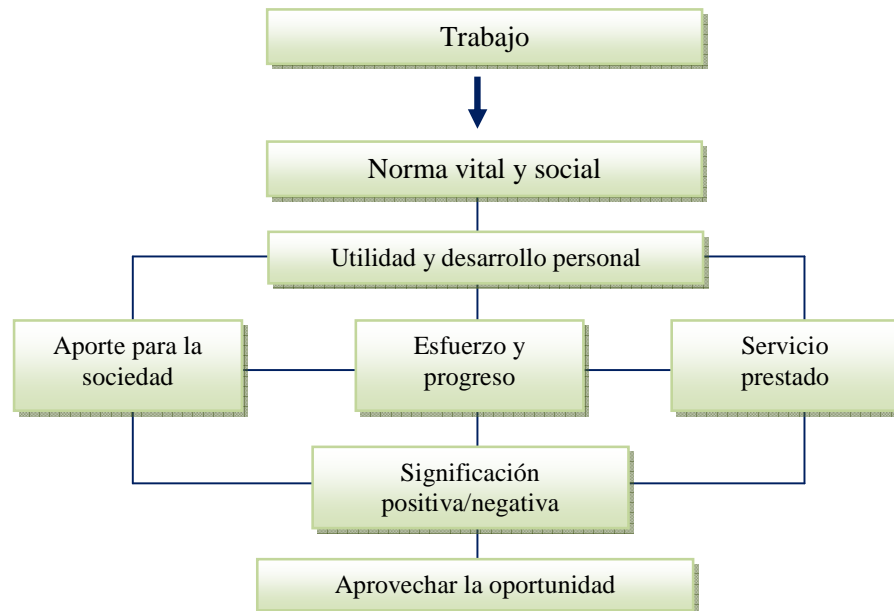 Trabajo
Norma vital y social
Utilidad y desarrollo personal
Aporte para la
sociedad
Esfuerzo y
progreso
Servicio
prestado
Significación
positiva/negativa
Aprovechar la oportunidad